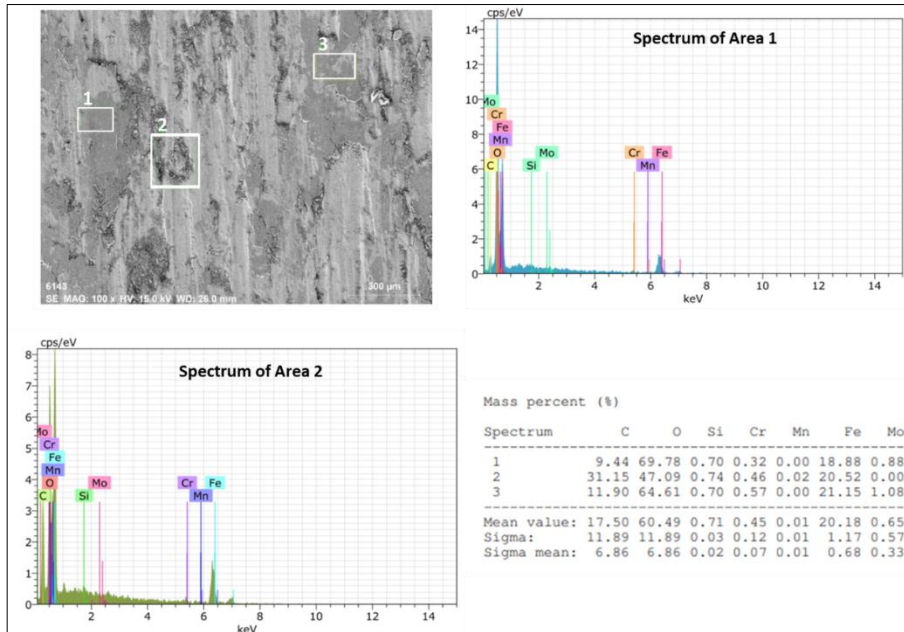 1
2
3
6143
SE MAG: 100 x HV: 15.0 kV WD: 26.0 mm
300 µm
cps/eV
Spectrum of Area 1
14
12
10
8
6
4
2
0
Mo
Cr
Fe
Mn
O
C
Si
Mo
Cr
Mn
Fe
2 4 6 8 10 12 14
keV
cps/eV
Spectrum of Area 2
8
7
6
5
4
3
2
1
0
Mo
Cr
Fe
Mn
O
C
Si
Mo
Cr
Mn
Fe
2 4 6 8 10 12 14
keV
Mass percent (%)
Spectrum C O Si Cr Mn Fe Mo
1 9.44 69.78 0.70 0.32 0.00 18.88 0.88
2 31.15 47.09 0.74 0.46 0.02 20.52 0.00
3 11.90 64.61 0.70 0.57 0.00 21.15 1.08
Mean value: 17.50 60.49 0.71 0.45 0.01 20.18 0.65
Sigma: 11.89 11.89 0.03 0.12 0.01 1.17 0.57
Sigma mean: 6.86 6.86 0.02 0.07 0.01 0.68 0.33